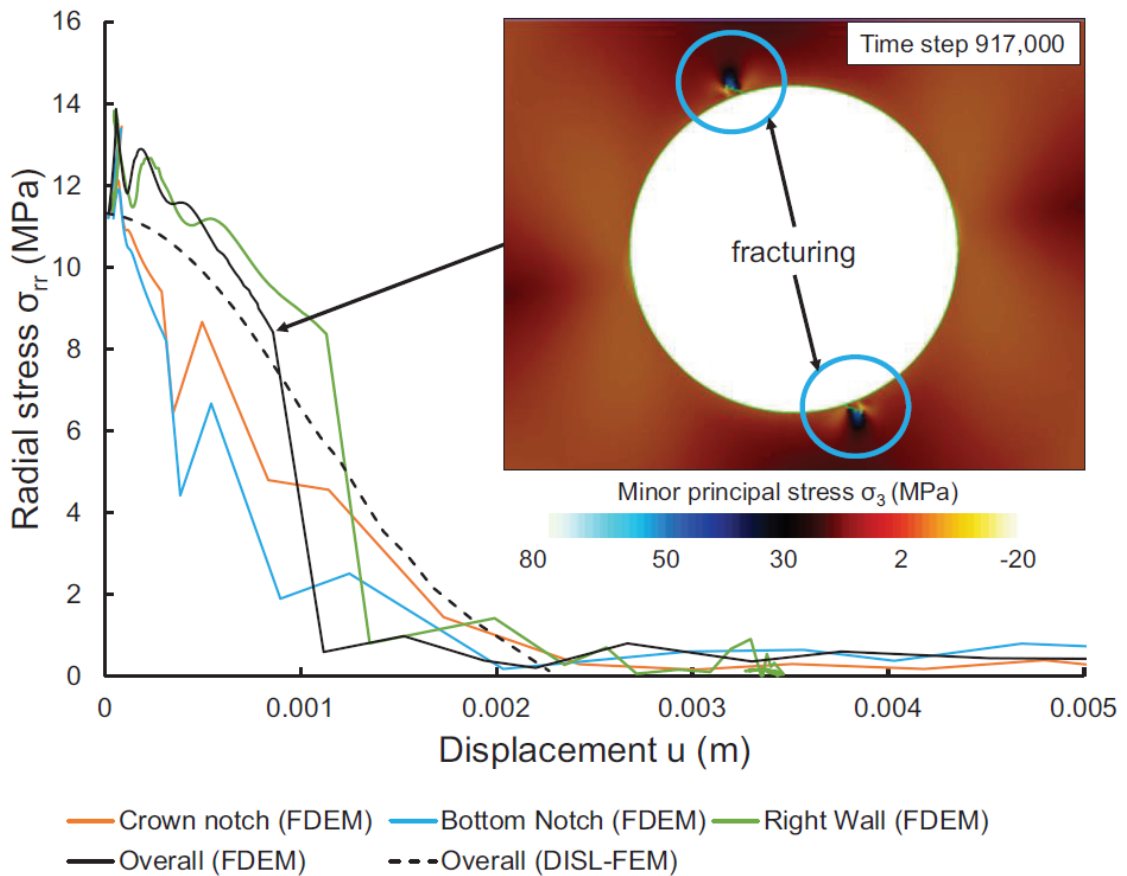 16
14
12
10
8
6
4
2
0
Radial stress σrr (MPa)
0
0.001
0.002
0.003
0.004
0.005
Displacement u (m)
Time step 917,000
fracturing
Minor principal stress σ3 (MPa)
80
50
30
2
-20
Crown notch (FDEM)
Bottom Notch (FDEM)
Right Wall (FDEM)
Overall (FDEM)
Overall (DISL-FEM)